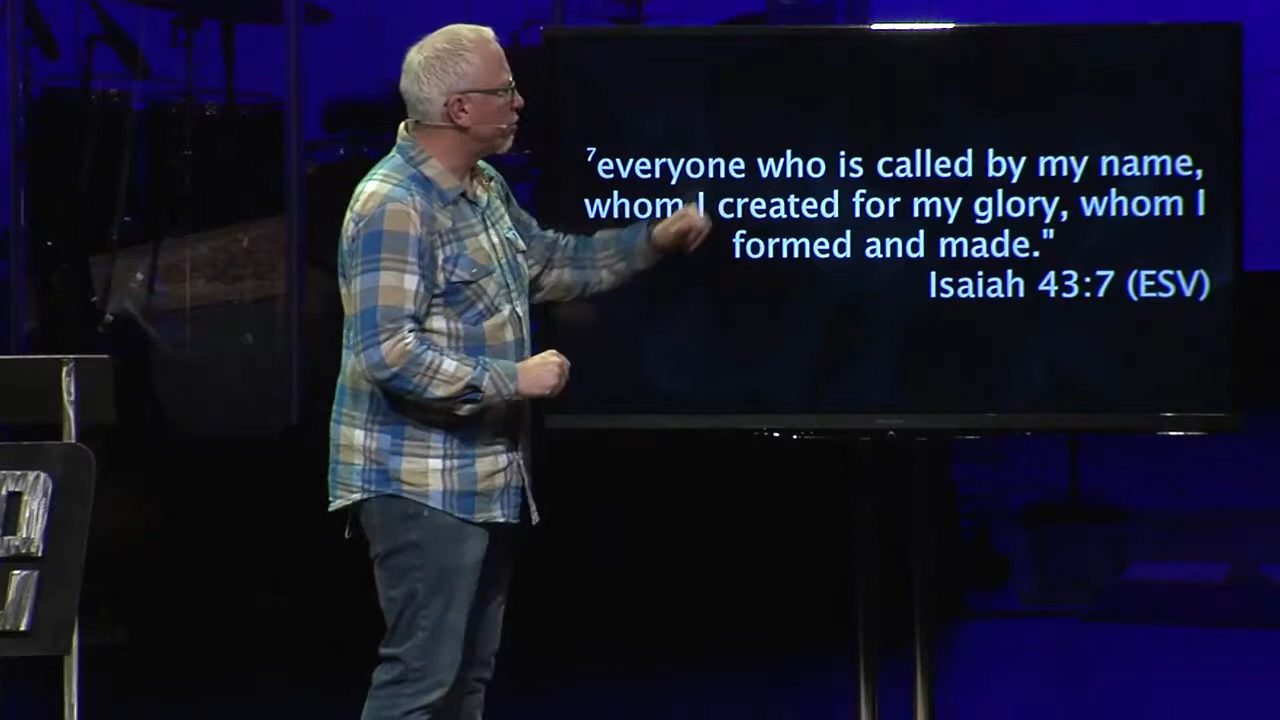 ⁷everyone who is called by my name,
whom I created for my glory, whom I
formed and made."
Isaiah 43:7 (ESV)